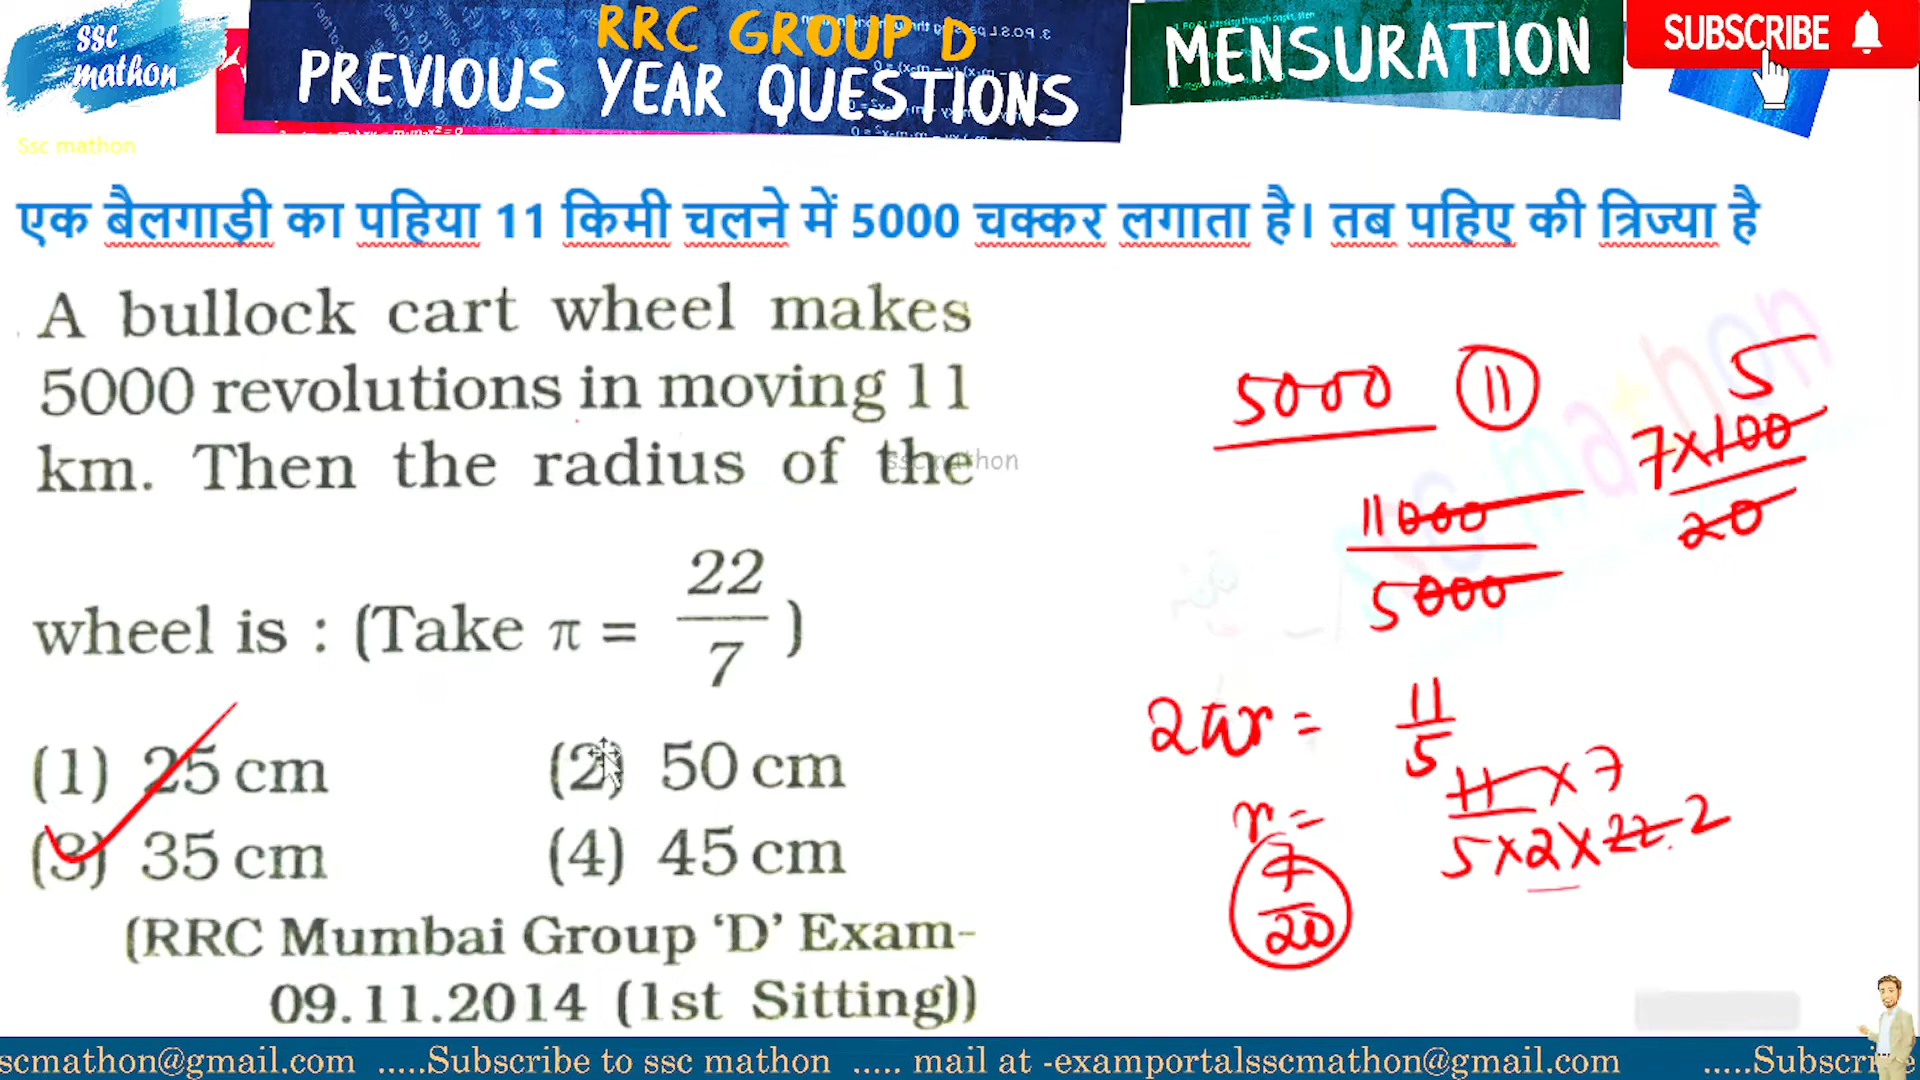 ssc
mathon
RRC GROUP D
PREVIOUS YEAR QUESTIONS
MENSURATION
SUBSCRIBE
Ssc mathon
एक बैलगाड़ी का पहिया 11 किमी चलने में 5000 चक्कर लगाता है। तब पहिए की त्रिज्या है
A bullock cart wheel makes
5000 revolutions in moving 11
km. Then the radius of the
sscmathon
wheel is : (Take π = 22/7)
(1) 25 cm (2) 50 cm
(3) 35 cm (4) 45 cm
(RRC Mumbai Group 'D' Exam-
09.11.2014 (1st Sitting))
5000 11
11000
5000
5
7×100
20
2πr = 11/5
r = 11×7
5×2×22 2
7
20
scmathon@gmail.com .....Subscribe to ssc mathon ..... mail at -examportalsscmathon@gmail.com .....Subscribe